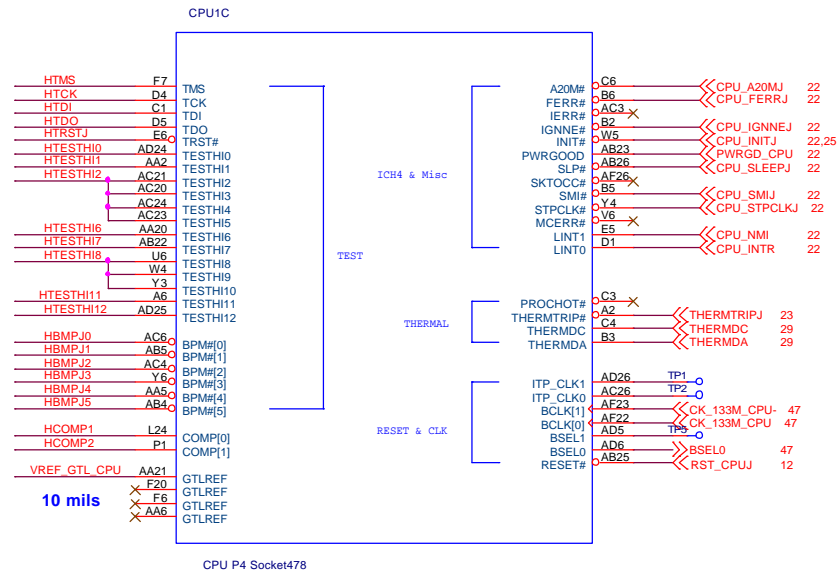 CPU1C
HTMS F7 TMS
HTCK D4 TCK
HTDI C1 TDI
HTDO D5 TDO
HTRSTJ E6 TRST#
HTESTHI0 AD24 TESTHI0
HTESTHI1 AA2 TESTHI1
HTESTHI2 AC21 TESTHI2
AC20 TESTHI3
AC24 TESTHI4
AC23 TESTHI5
HTESTHI6 AA20 TESTHI6
HTESTHI7 AB22 TESTHI7
HTESTHI8 U6 TESTHI8
W4 TESTHI9
Y3 TESTHI10
HTESTHI11 A6 TESTHI11
HTESTHI12 AD25 TESTHI12
HBMPJ0 AC6 BPM#[0]
HBMPJ1 AB5 BPM#[1]
HBMPJ2 AC4 BPM#[2]
HBMPJ3 Y6 BPM#[3]
HBMPJ4 AA5 BPM#[4]
HBMPJ5 AB4 BPM#[5]
HCOMP1 L24 COMP[0]
HCOMP2 P1 COMP[1]
VREF_GTL_CPU AA21 GTLREF
F20 GTLREF
F6 GTLREF
AA6 GTLREF
10 mils
TEST
ICH4 & Misc
THERMAL
RESET & CLK
A20M# C6 CPU_A20MJ 22
FERR# B6 CPU_FERRJ 22
IERR# AC3
IGNNE# B2 CPU_IGNNEJ 22
INIT# W5 CPU_INITJ 22,25
PWRGOOD AB23 PWRGD_CPU 22
SLP# AB26 CPU_SLEEPJ 22
SKTOCC# AF26
SMI# B5 CPU_SMIJ 22
STPCLK# Y4 CPU_STPCLKJ 22
MCERR# V6
LINT1 E5 CPU_NMI 22
LINT0 D1 CPU_INTR 22
PROCHOT# C3
THERMTRIP# A2 THERMTRIPJ 23
THERMDC C4 THERMDC 29
THERMDA B3 THERMDA 29
ITP_CLK1 AD26 TP1
ITP_CLK0 AC26 TP2
BCLK[1] AF23 CK_133M_CPU- 47
BCLK[0] AF22 CK_133M_CPU 47
BSEL1 AD5
BSEL0 AD6 BSEL0 47
RESET# AB25 RST_CPUJ 12
CPU P4 Socket478